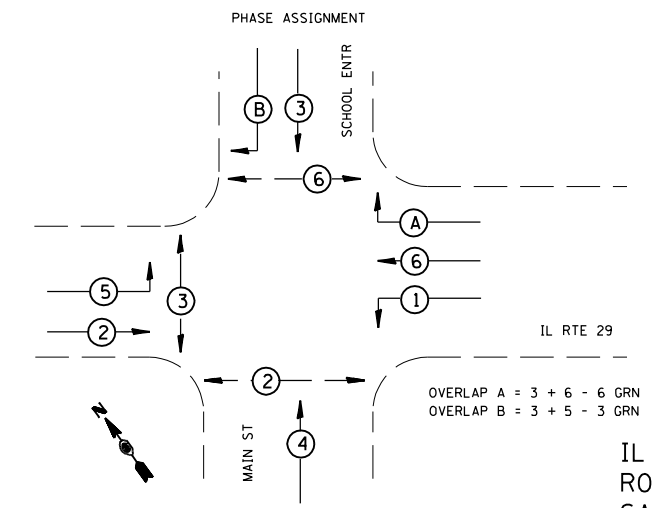 PHASE ASSIGNMENT
SCHOOL ENTR
B
3
6
A
6
1
5
2
3
IL RTE 29
2
OVERLAP A = 3 + 6 - 6 GRN
OVERLAP B = 3 + 5 - 3 GRN
N
MAIN ST
4
IL
RO